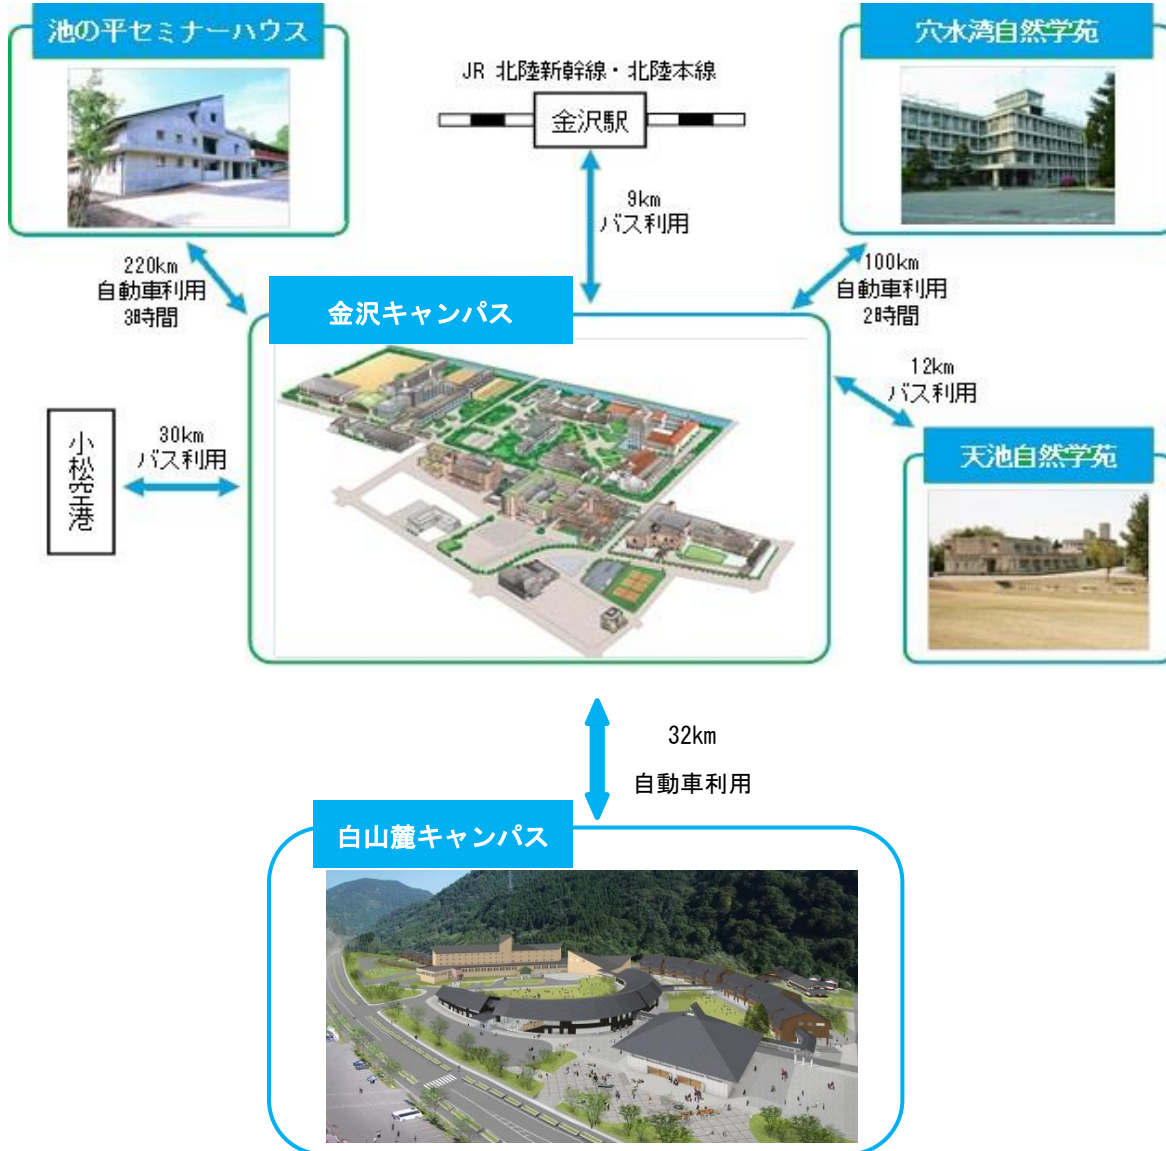 池の平セミナーハウス
JR 北陸新幹線・北陸本線
金沢駅
穴水湾自然学苑
9km
バス利用
220km
自動車利用
3時間
100km
自動車利用
2時間
金沢キャンパス
12km
バス利用
小松空港
30km
バス利用
天池自然学苑
32km
自動車利用
白山麓キャンパス